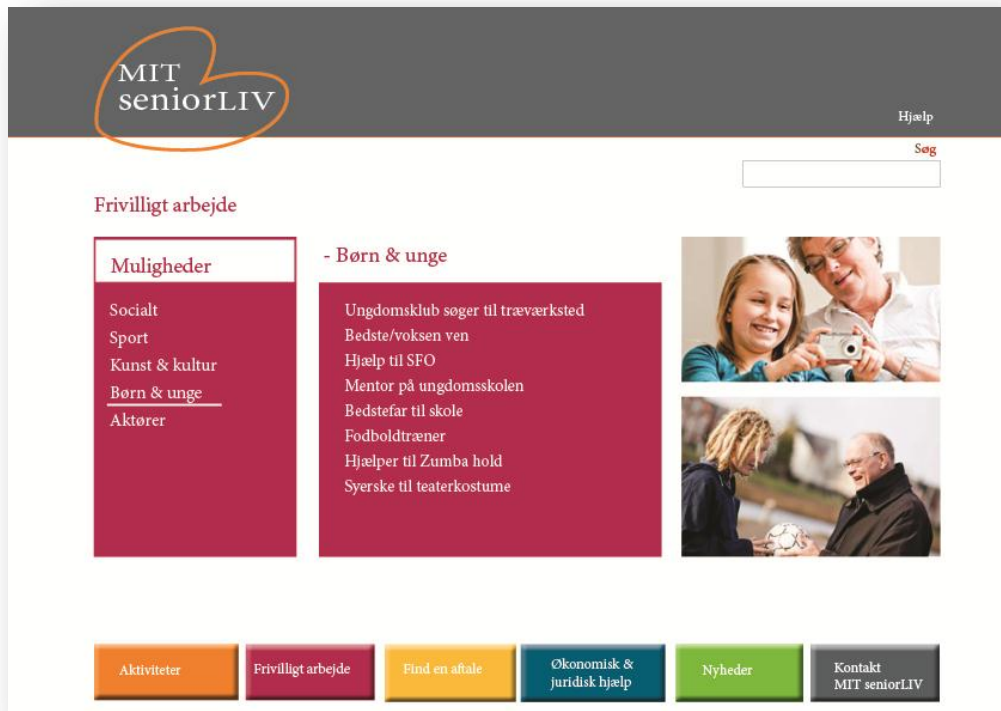 MIT
seniorLIV
Hjælp
Søg
Frivilligt arbejde
Muligheder
Socialt
Sport
Kunst & kultur
Børn & unge
Aktører
- Børn & unge
Ungdomsklub søger til træværksted
Bedste/voksen ven
Hjælp til SFO
Mentor på ungdomsskolen
Bedstefar til skole
Fodboldtræner
Hjælper til Zumba hold
Syerske til teaterkostume
Aktiviteter
Frivilligt arbejde
Find en aftale
Økonomisk &
juridisk hjælp
Nyheder
Kontakt
MIT seniorLIV